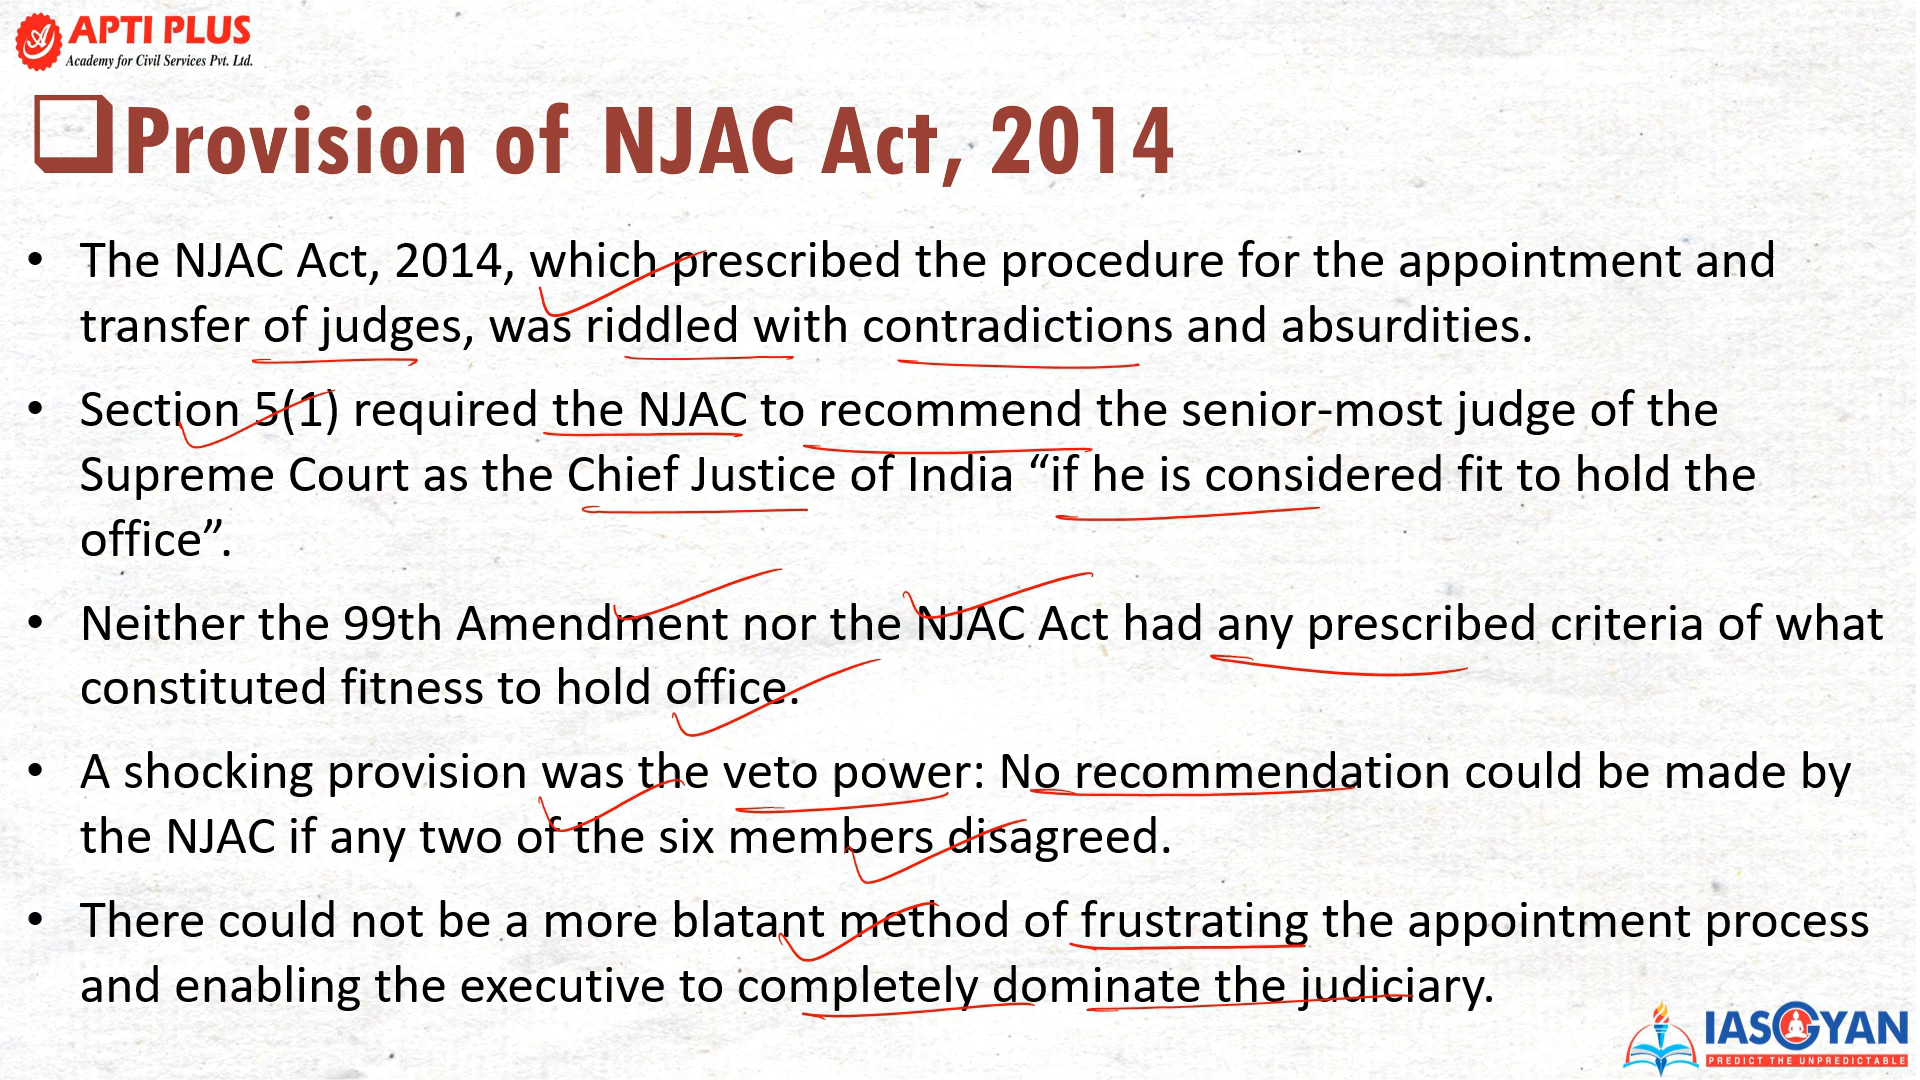 APTI PLUS
Academy for Civil Services Pvt. Ltd.
Provision of NJAC Act, 2014
• The NJAC Act, 2014, which prescribed the procedure for the appointment and
transfer of judges, was riddled with contradictions and absurdities.
• Section 5(1) required the NJAC to recommend the senior-most judge of the
Supreme Court as the Chief Justice of India “if he is considered fit to hold the
office”.
• Neither the 99th Amendment nor the NJAC Act had any prescribed criteria of what
constituted fitness to hold office.
• A shocking provision was the veto power: No recommendation could be made by
the NJAC if any two of the six members disagreed.
• There could not be a more blatant method of frustrating the appointment process
and enabling the executive to completely dominate the judiciary.
IASGYAN
PREDICT THE UNPREDICTABLE